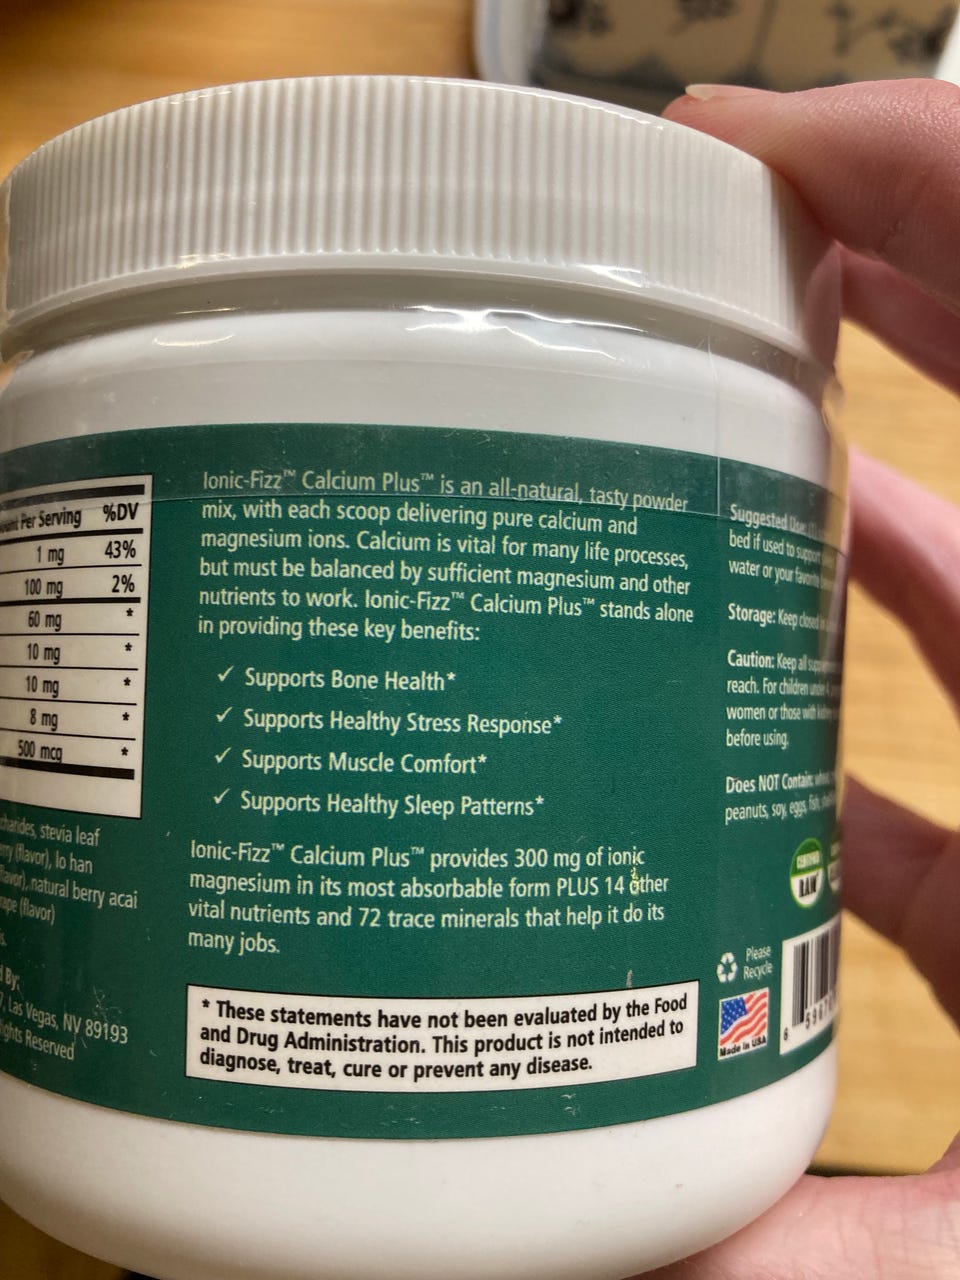 Per Serving %DV
1 mg 43%
100 mg 2%
60 mg *
10 mg *
10 mg *
8 mg *
500 mcg *
stevia leaf
(flavor), lo han
natural berry acai
(flavor)
By:
Las Vegas, NV 89193
Reserved
Ionic-Fizz™ Calcium Plus™ is an all-natural, tasty powder
mix, with each scoop delivering pure calcium and
magnesium ions. Calcium is vital for many life processes,
but must be balanced by sufficient magnesium and other
nutrients to work. Ionic-Fizz™ Calcium Plus™ stands alone
in providing these key benefits:
✓ Supports Bone Health*
✓ Supports Healthy Stress Response*
✓ Supports Muscle Comfort*
✓ Supports Healthy Sleep Patterns*
Ionic-Fizz™ Calcium Plus™ provides 300 mg of ionic
magnesium in its most absorbable form PLUS 14 other
vital nutrients and 72 trace minerals that help it do its
many jobs.
* These statements have not been evaluated by the Food
and Drug Administration. This product is not intended to
diagnose, treat, cure or prevent any disease.
Suggested Use:
bed if used to support
water or your favorite
Storage: Keep closed
Caution: Keep all
reach. For children under
women or those with
before using.
Does NOT Contain:
peanuts, soy, eggs, fish,
CERTIFIED
RAW
Please
Recycle
Made in USA